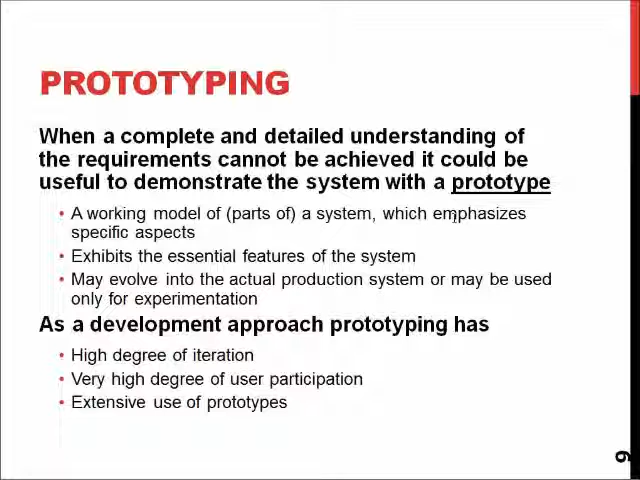 PROTOTYPING
When a complete and detailed understanding of
the requirements cannot be achieved it could be
useful to demonstrate the system with a prototype
• A working model of (parts of) a system, which emphasizes
specific aspects
• Exhibits the essential features of the system
• May evolve into the actual production system or may be used
only for experimentation
As a development approach prototyping has
• High degree of iteration
• Very high degree of user participation
• Extensive use of prototypes
9